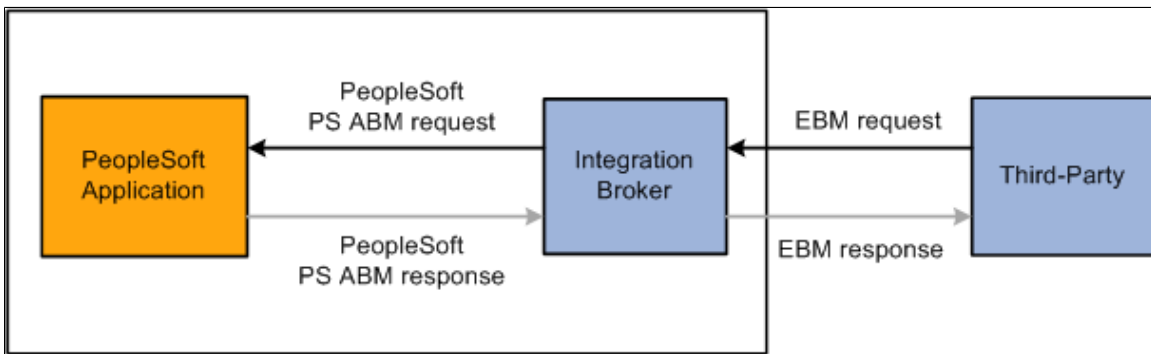 PeopleSoft
PS ABM request
EBM request
PeopleSoft
Application
Integration
Broker
Third-Party
PeopleSoft
PS ABM response
EBM response